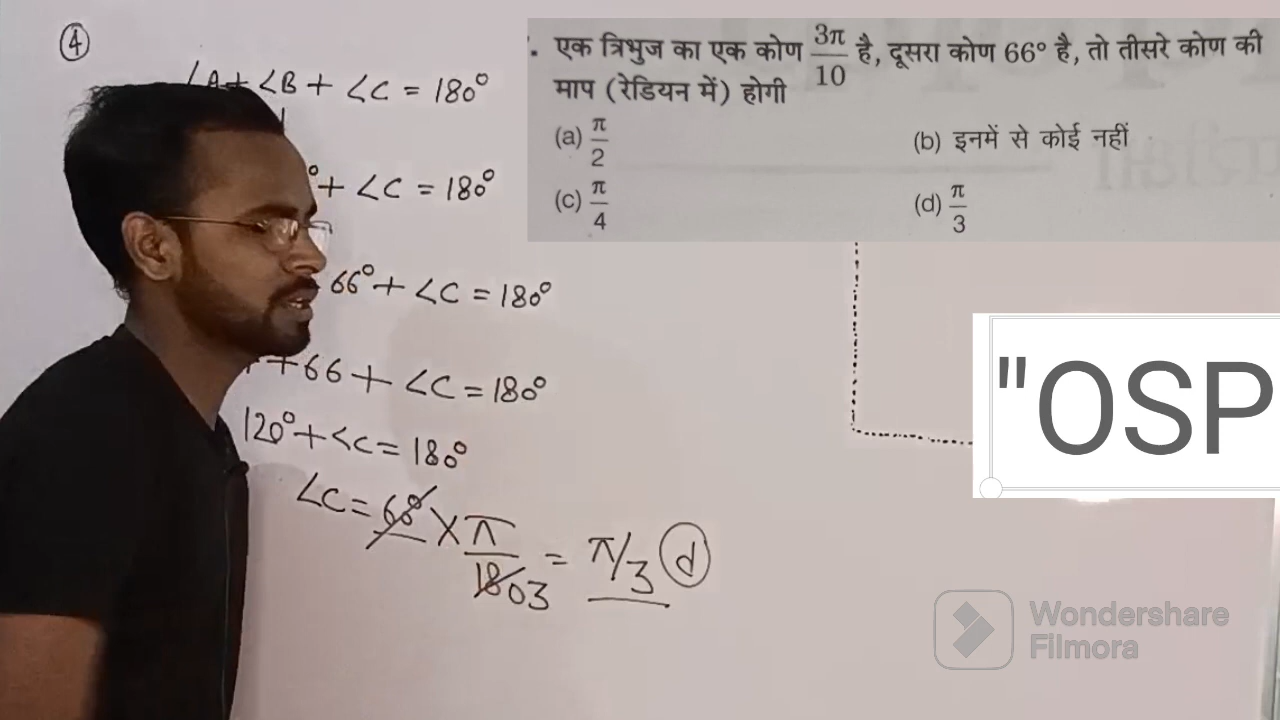 ④
∠A + ∠B + ∠C = 180°
° + ∠C = 180°
66° + ∠C = 180°
+ 66 + ∠C = 180°
120° + ∠C = 180°
∠C = 60° × π/180 3 = π/3 ⓓ
. एक त्रिभुज का एक कोण 3π/10 है, दूसरा कोण 66° है, तो तीसरे कोण की
माप (रेडियन में) होगी
(a) π/2 (b) इनमें से कोई नहीं
(c) π/4 (d) π/3
"OSP
Wondershare
Filmora